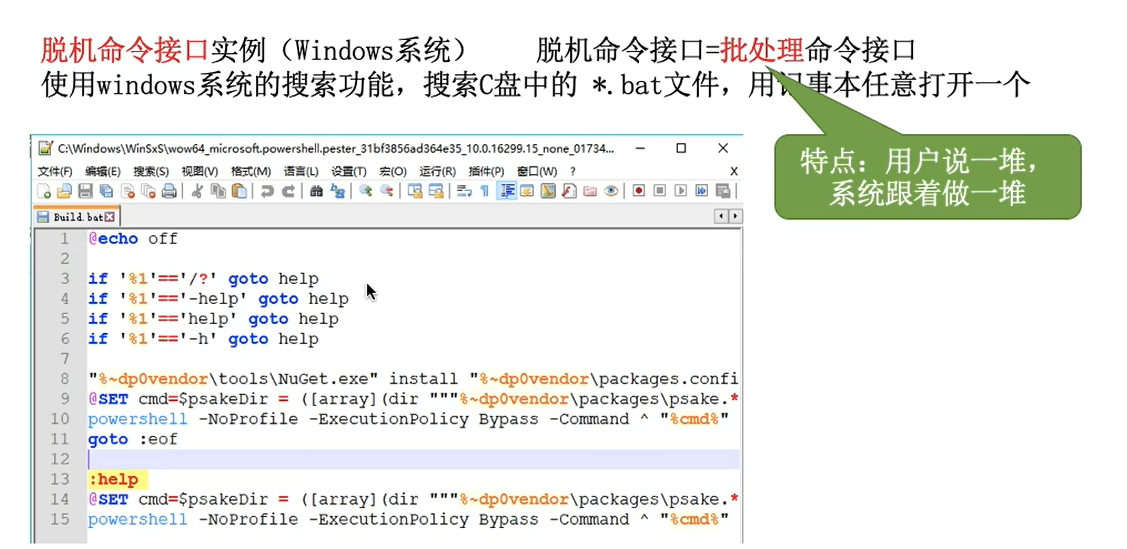 脱机命令接口实例（Windows系统） 脱机命令接口=批处理命令接口
使用windows系统的搜索功能，搜索C盘中的 *.bat文件，用记事本任意打开一个
特点：用户说一堆，
系统跟着做一堆
C:\Windows\WinSxS\wow64_microsoft.powershell.pester_31bf3856ad364e35_10.0.16299.15_none_01734...
文件(F) 编辑(E) 搜索(S) 视图(V) 格式(M) 语言(L) 设置(T) 宏(O) 运行(R) 插件(P) 窗口(W) ? X
Build.bat
1 @echo off
2
3 if '%1'=='/?' goto help
4 if '%1'=='-help' goto help
5 if '%1'=='help' goto help
6 if '%1'=='-h' goto help
7
8 "%~dp0vendor\tools\NuGet.exe" install "%~dp0vendor\packages.confi
9 @SET cmd=$psakeDir = ([array](dir """%~dp0vendor\packages\psake.*
10 powershell -NoProfile -ExecutionPolicy Bypass -Command ^ "%cmd%"
11 goto :eof
12
13 :help
14 @SET cmd=$psakeDir = ([array](dir """%~dp0vendor\packages\psake.*
15 powershell -NoProfile -ExecutionPolicy Bypass -Command ^ "%cmd%"